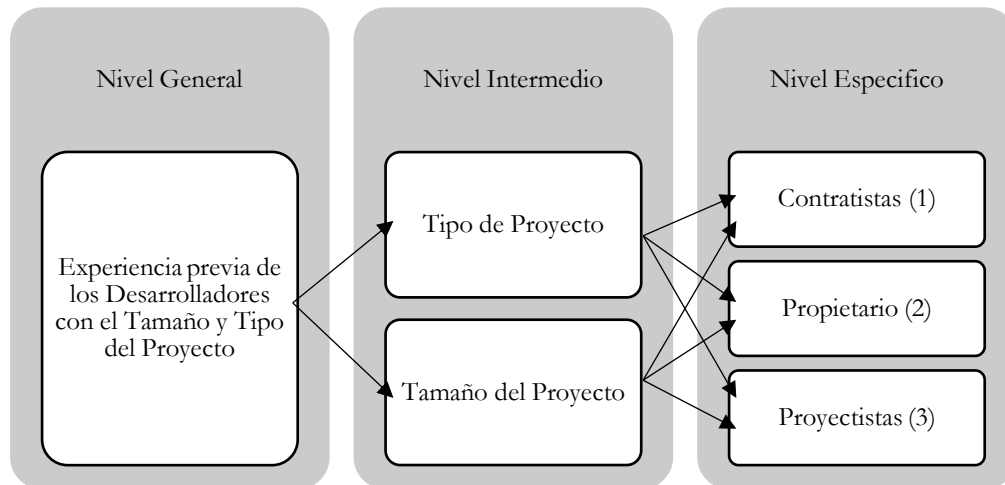 Nivel General
Experiencia previa de
los Desarrolladores
con el Tamaño y Tipo
del Proyecto
Nivel Intermedio
Tipo de Proyecto
Tamaño del Proyecto
Nivel Especifico
Contratistas (1)
Propietario (2)
Proyectistas (3)